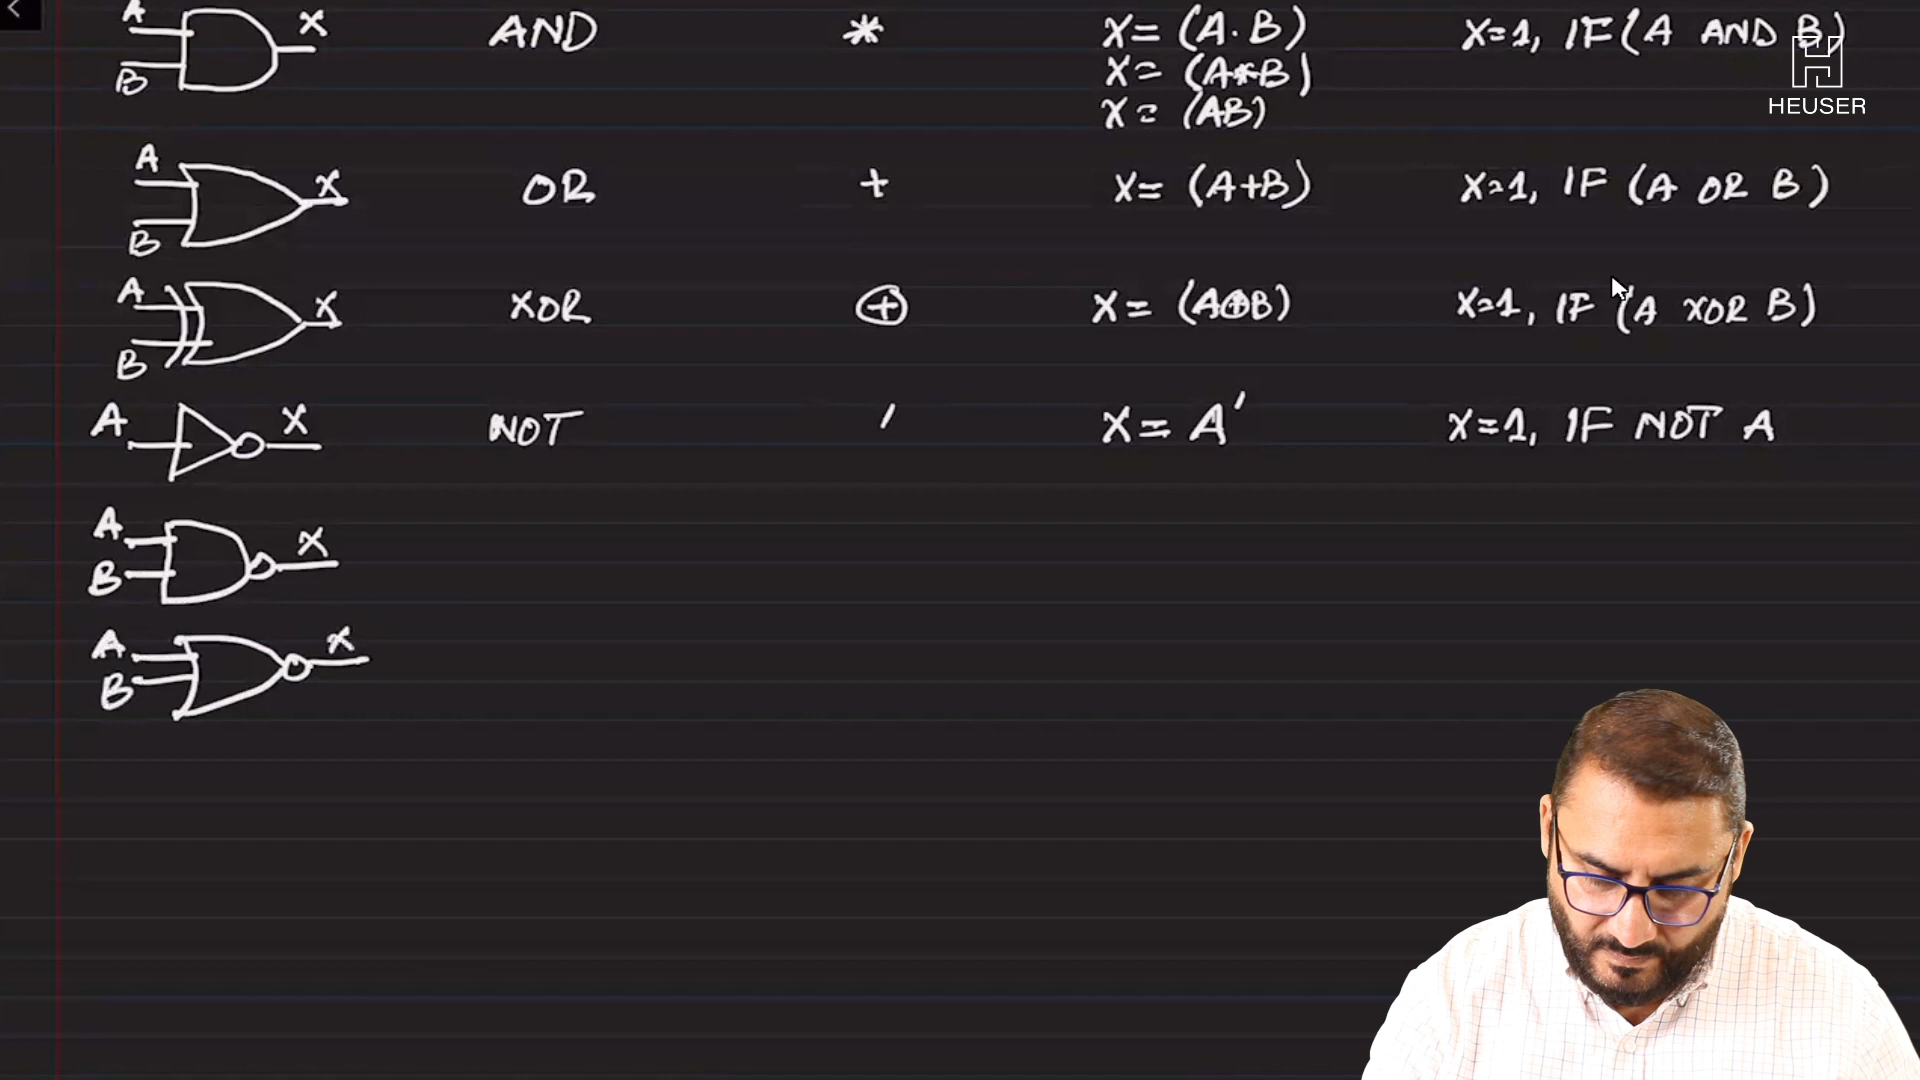 A X AND * X = (A·B) X=1, IF (A AND B)
B X = (A*B)
X = (AB)
HEUSER
A X OR + X = (A+B) X=1, IF (A OR B)
B
A X XOR ⊕ X = (A⊕B) X=1, IF (A XOR B)
B
A X NOT ′ X = A′ X=1, IF NOT A
A X
B
A X
B